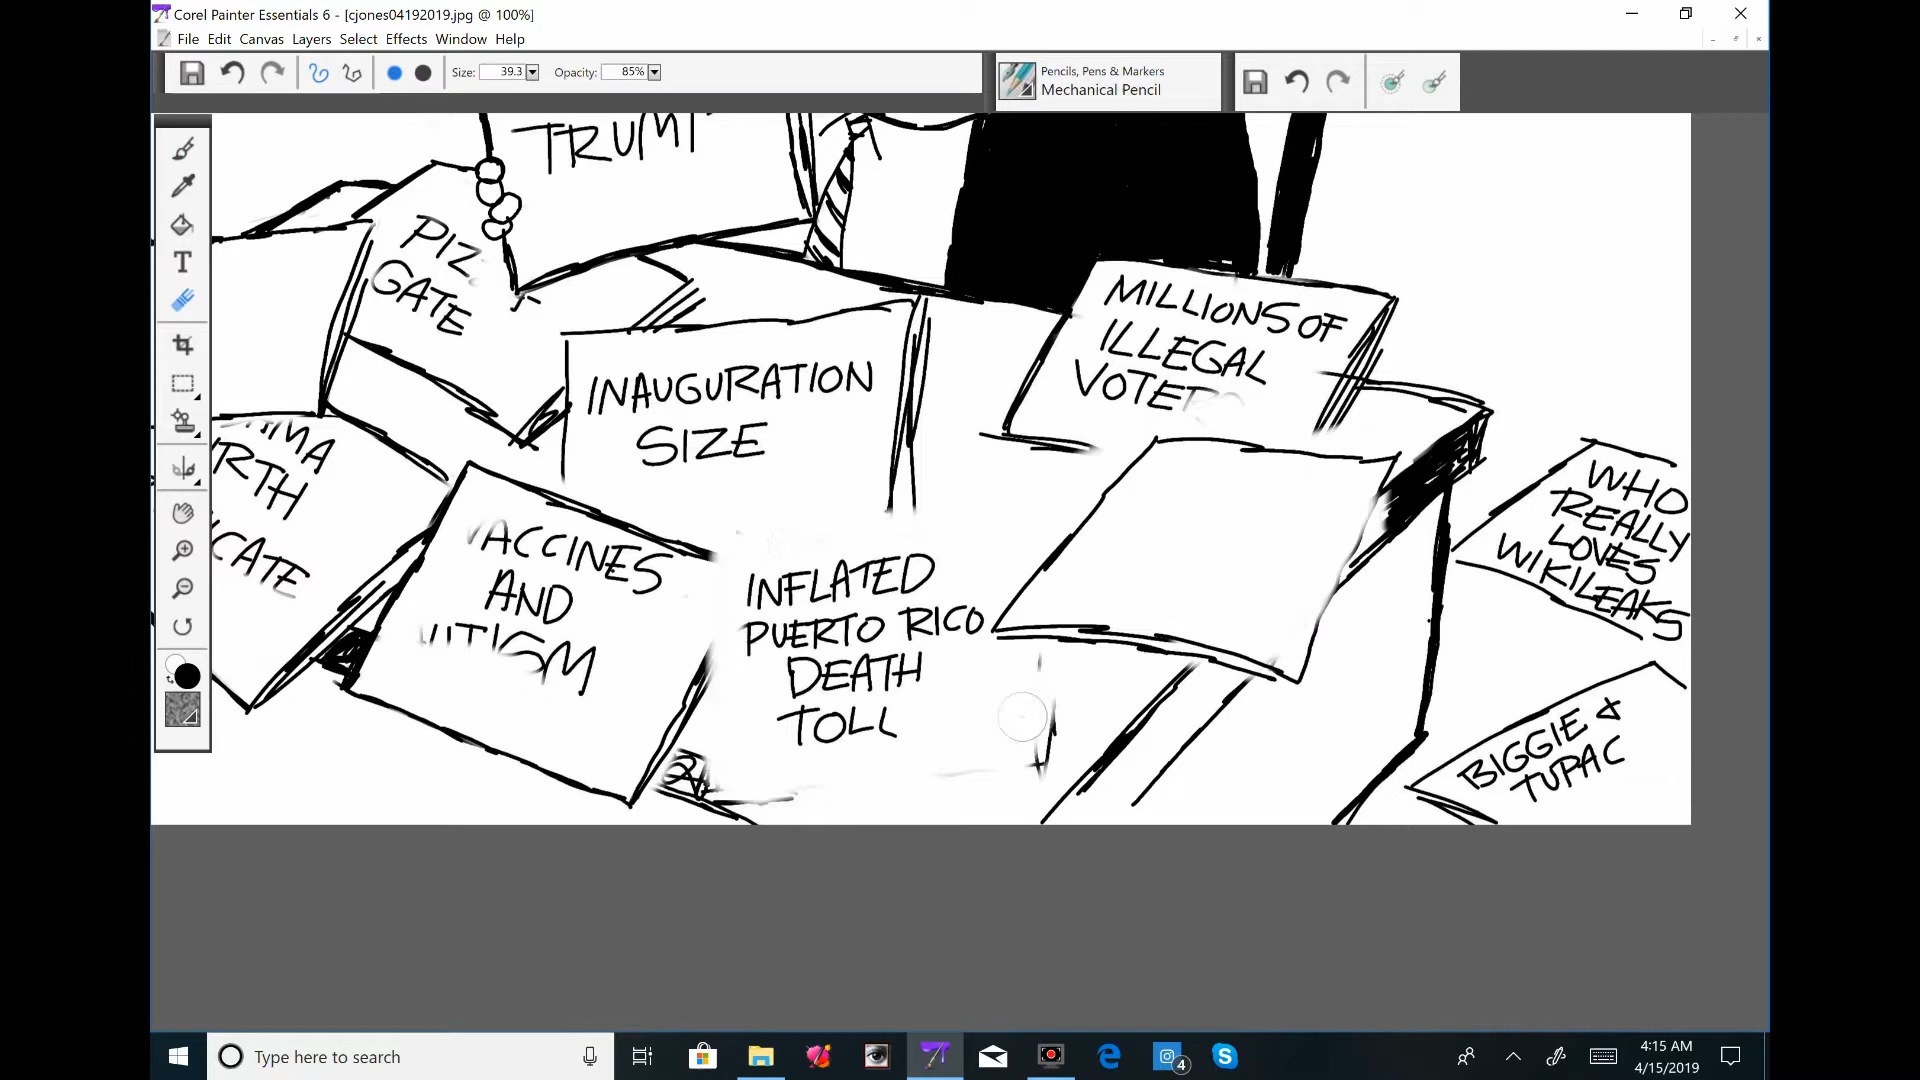 Corel Painter Essentials 6 - [cjones04192019.jpg @ 100%]
File Edit Canvas Layers Select Effects Window Help
Size: 39.3 Opacity: 85%
Pencils, Pens & Markers
Mechanical Pencil
T
PIZ
GATE
INAUGURATION
SIZE
MILLIONS OF
ILLEGAL
VACCINES
AND
INFLATED
PUERTO RICO
DEATH
TOLL
WHO
REALLY
LOVES
WIKILEAKS
BIGGIE &
TUPAC
Type here to search
4
4:15 AM
4/15/2019